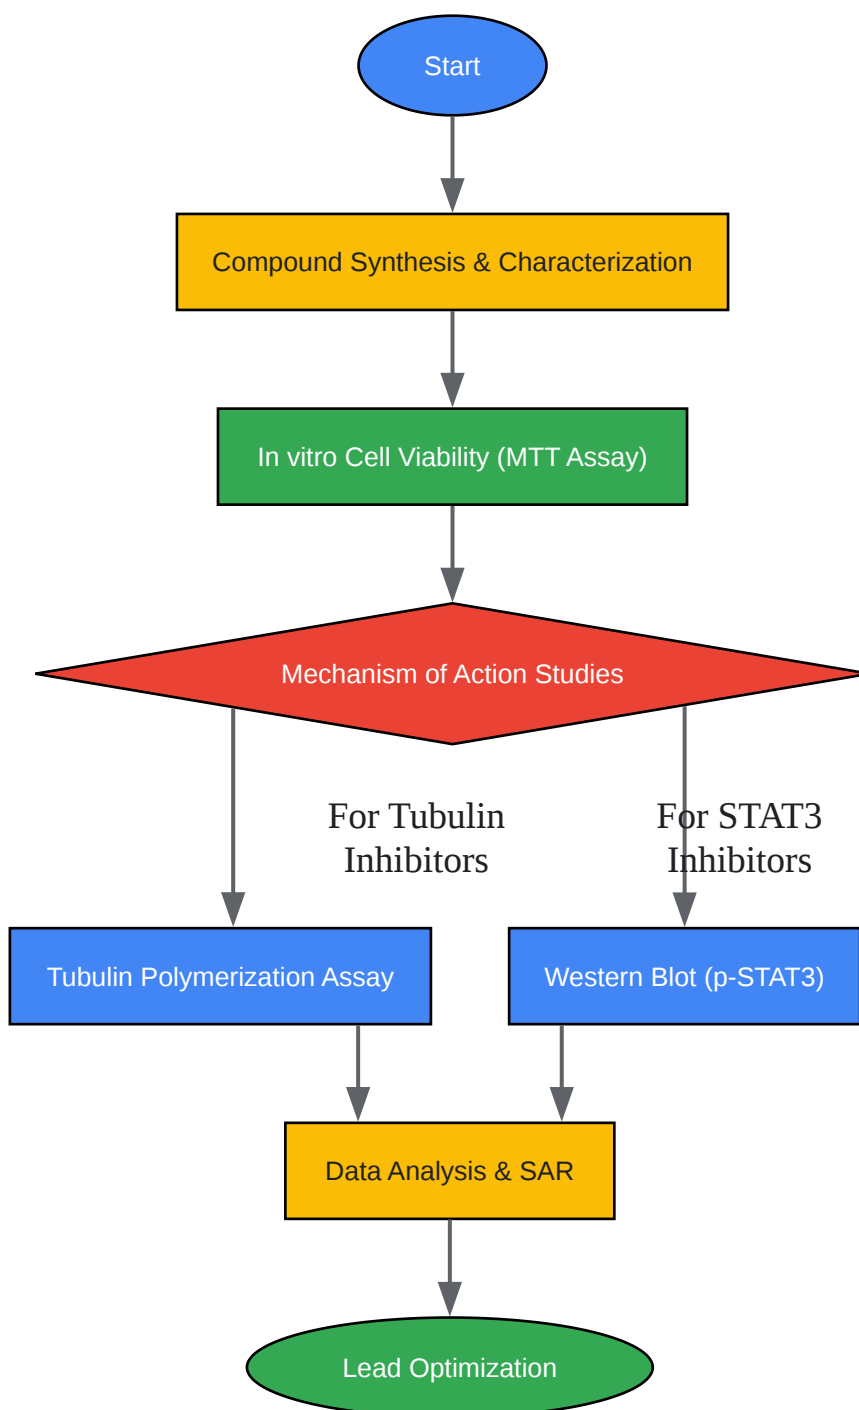 Start
Compound Synthesis & Characterization
In vitro Cell Viability (MTT Assay)
Mechanism of Action Studies
For Tubulin
Inhibitors
For STAT3
Inhibitors
Tubulin Polymerization Assay
Western Blot (p-STAT3)
Data Analysis & SAR
Lead Optimization